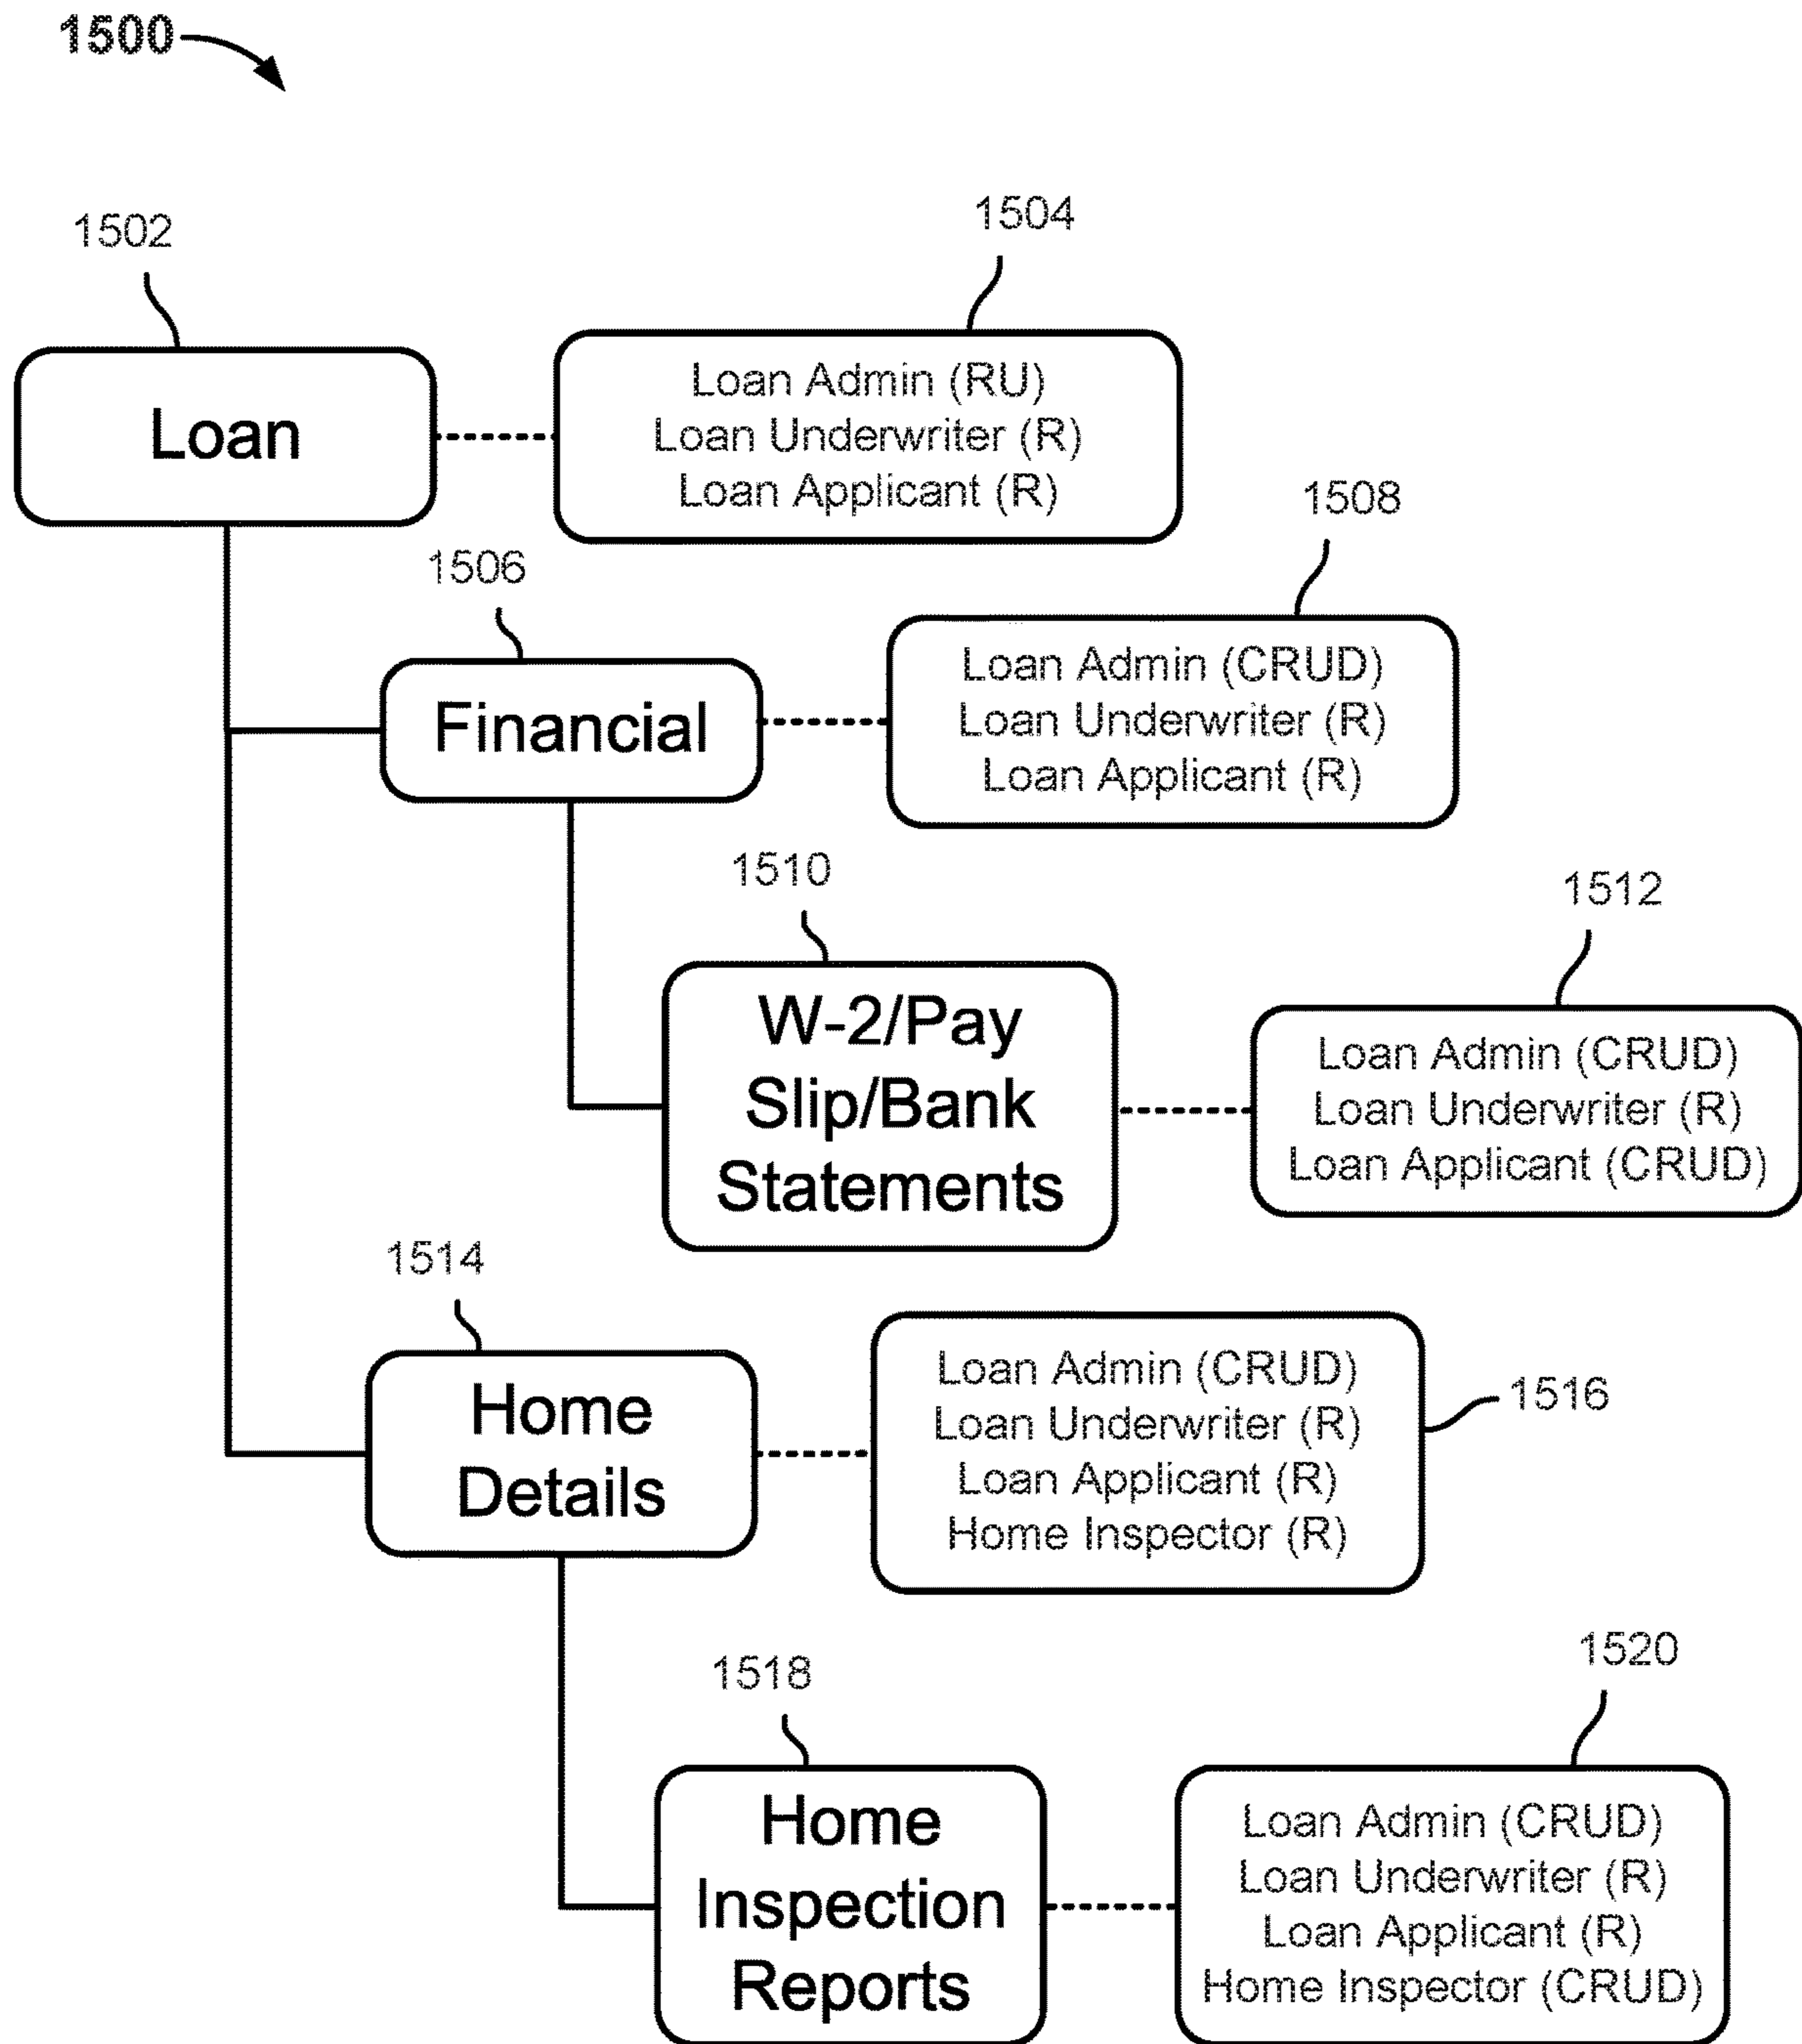 1500
1502
1504
Loan
Loan Admin (RU)
Loan Underwriter (R)
Loan Applicant (R)
1506
1508
Financial
Loan Admin (CRUD)
Loan Underwriter (R)
Loan Applicant (R)
1510
1512
W-2/Pay
Slip/Bank
Statements
Loan Admin (CRUD)
Loan Underwriter (R)
Loan Applicant (CRUD)
1514
1516
Home
Details
Loan Admin (CRUD)
Loan Underwriter (R)
Loan Applicant (R)
Home Inspector (R)
1518
1520
Home
Inspection
Reports
Loan Admin (CRUD)
Loan Underwriter (R)
Loan Applicant (R)
Home Inspector (CRUD)